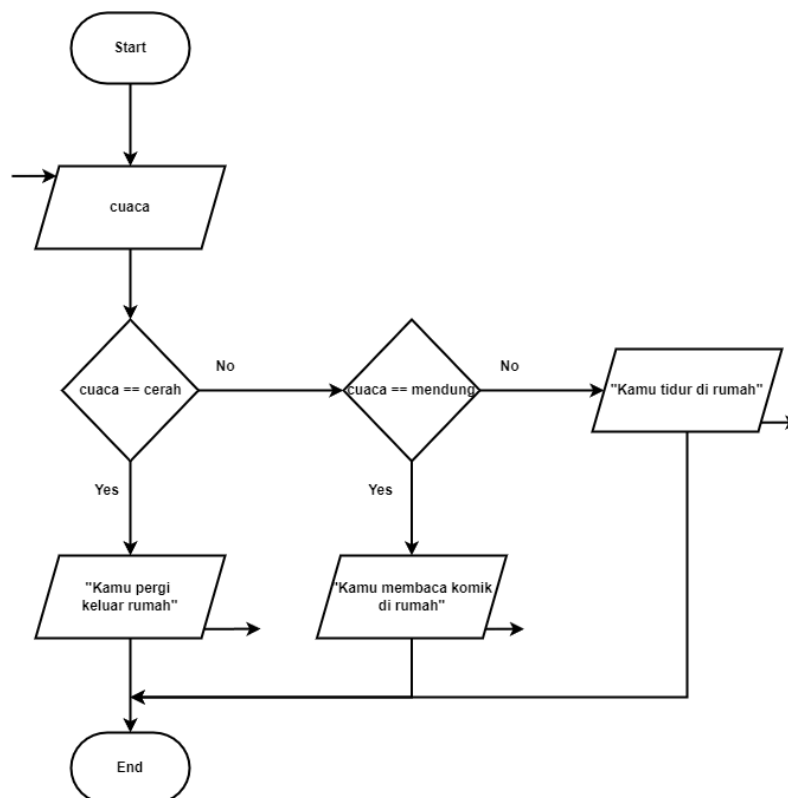 Start
cuaca
cuaca == cerah
No
cuaca == mendung
No
"Kamu tidur di rumah"
Yes
Yes
"Kamu pergi
keluar rumah"
"Kamu membaca komik
di rumah"
End